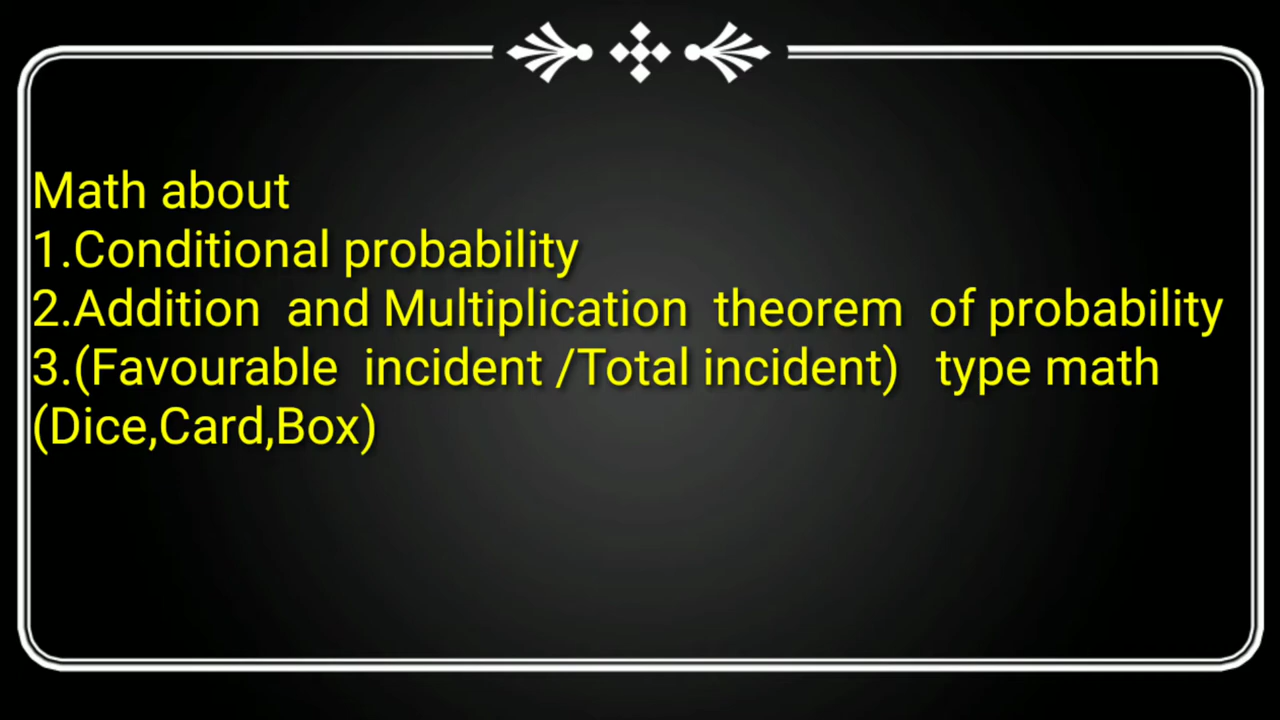 Math about
1.Conditional probability
2.Addition and Multiplication theorem of probability
3.(Favourable incident /Total incident) type math
(Dice,Card,Box)